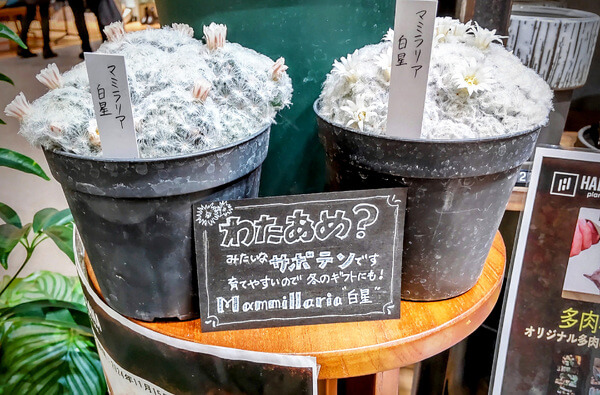 マミラリア
白星
マミラリア
白星
わたあめ?
みたいな サボテン です
育てやすいので 冬のギフトにも!
Mammillaria "白星"
HA
plan
多肉
オリジナル多肉